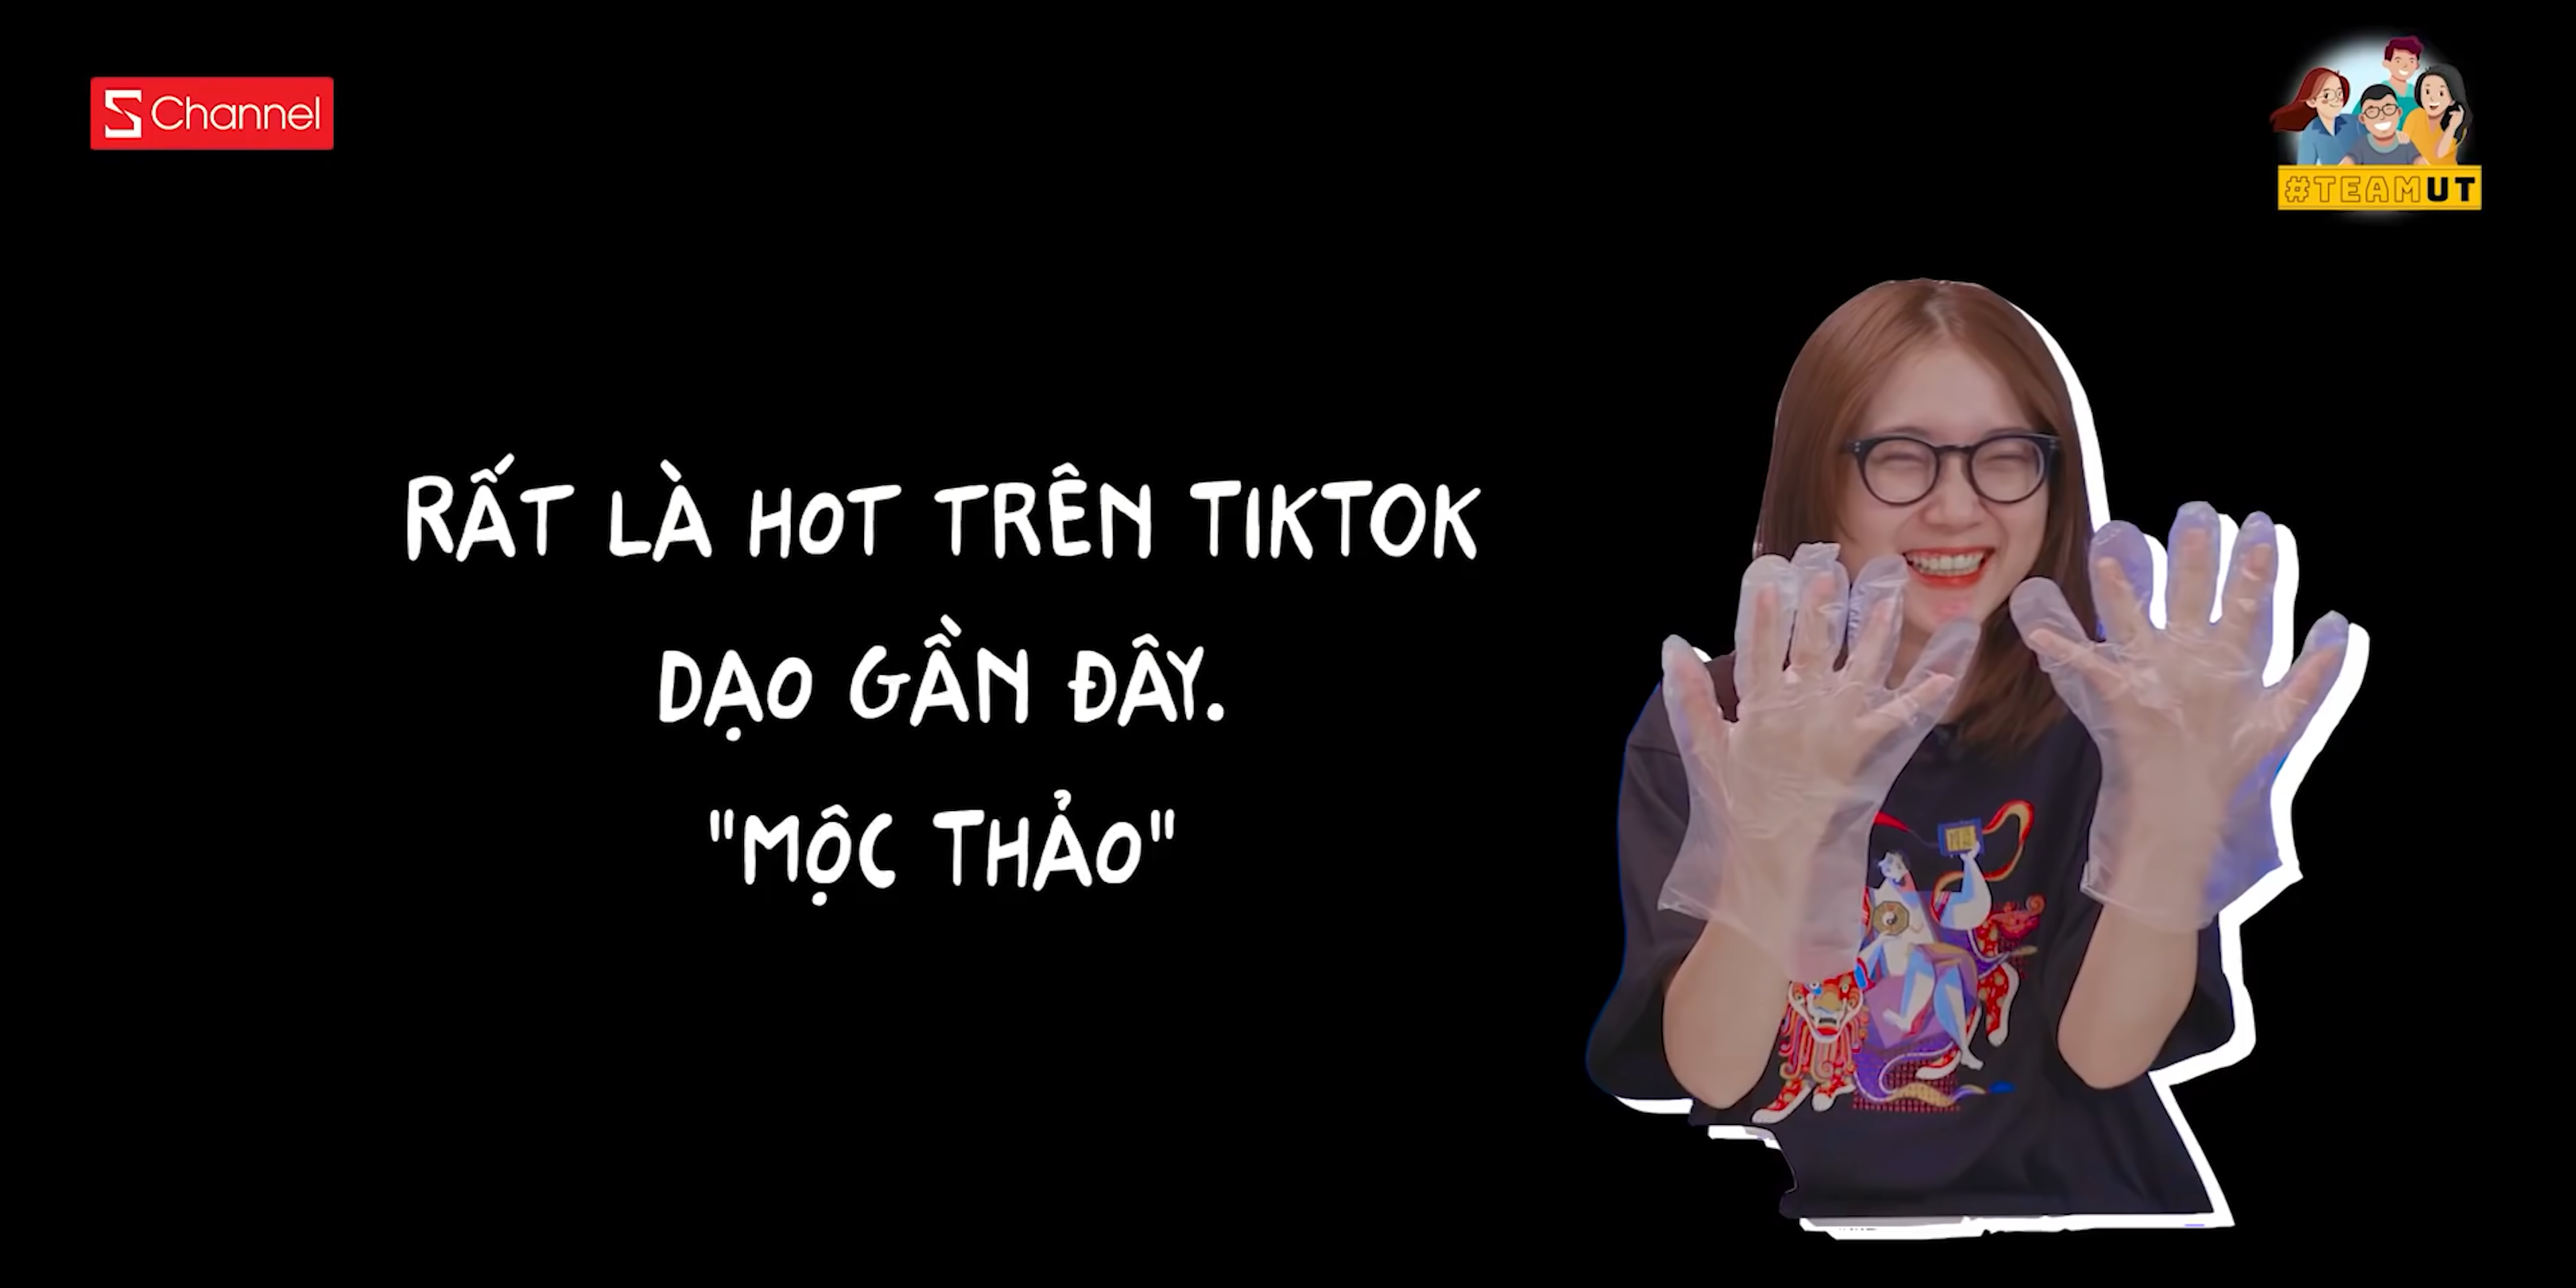 S Channel
#TEAMUT
RẤT LÀ HOT TRÊN TIKTOK
DẠO GẦN ĐÂY.
"MỘC THẢO"